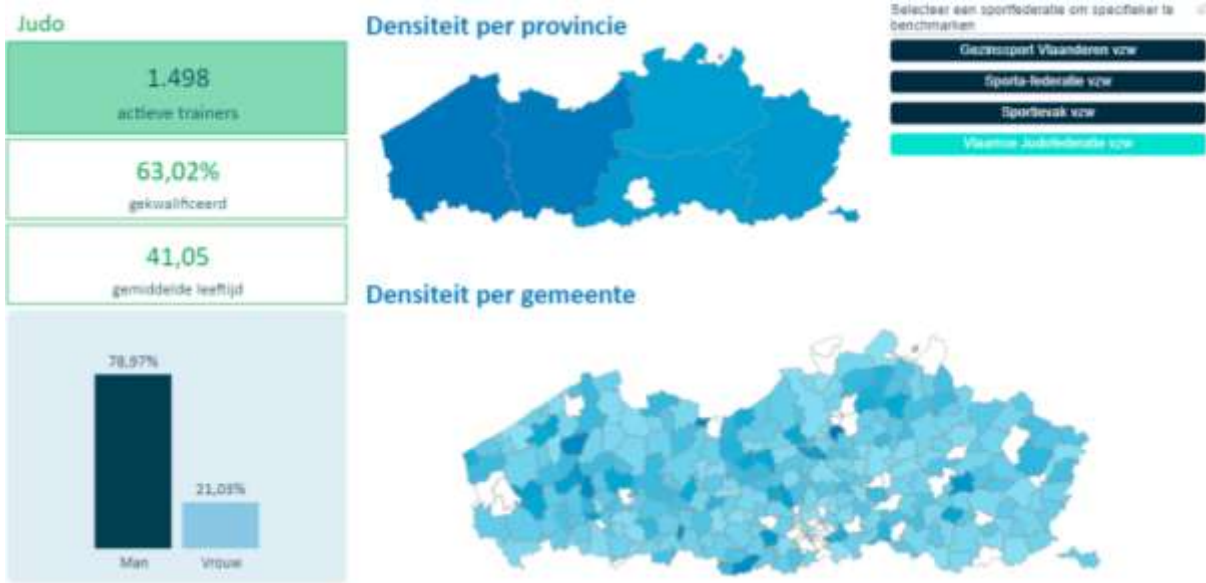 Judo
1.498
actieve trainers
63,02%
gekwalificeerd
41,05
gemiddelde leeftijd
78,97%
21,03%
Man
Vrouw
Densiteit per provincie
Densiteit per gemeente
Selecteer een sportfederatie om specifieker te
benchmarken
Gezinssport Vlaanderen vzw
Sporta-federatie vzw
Sportievak vzw
Vlaamse Judofederatie vzw